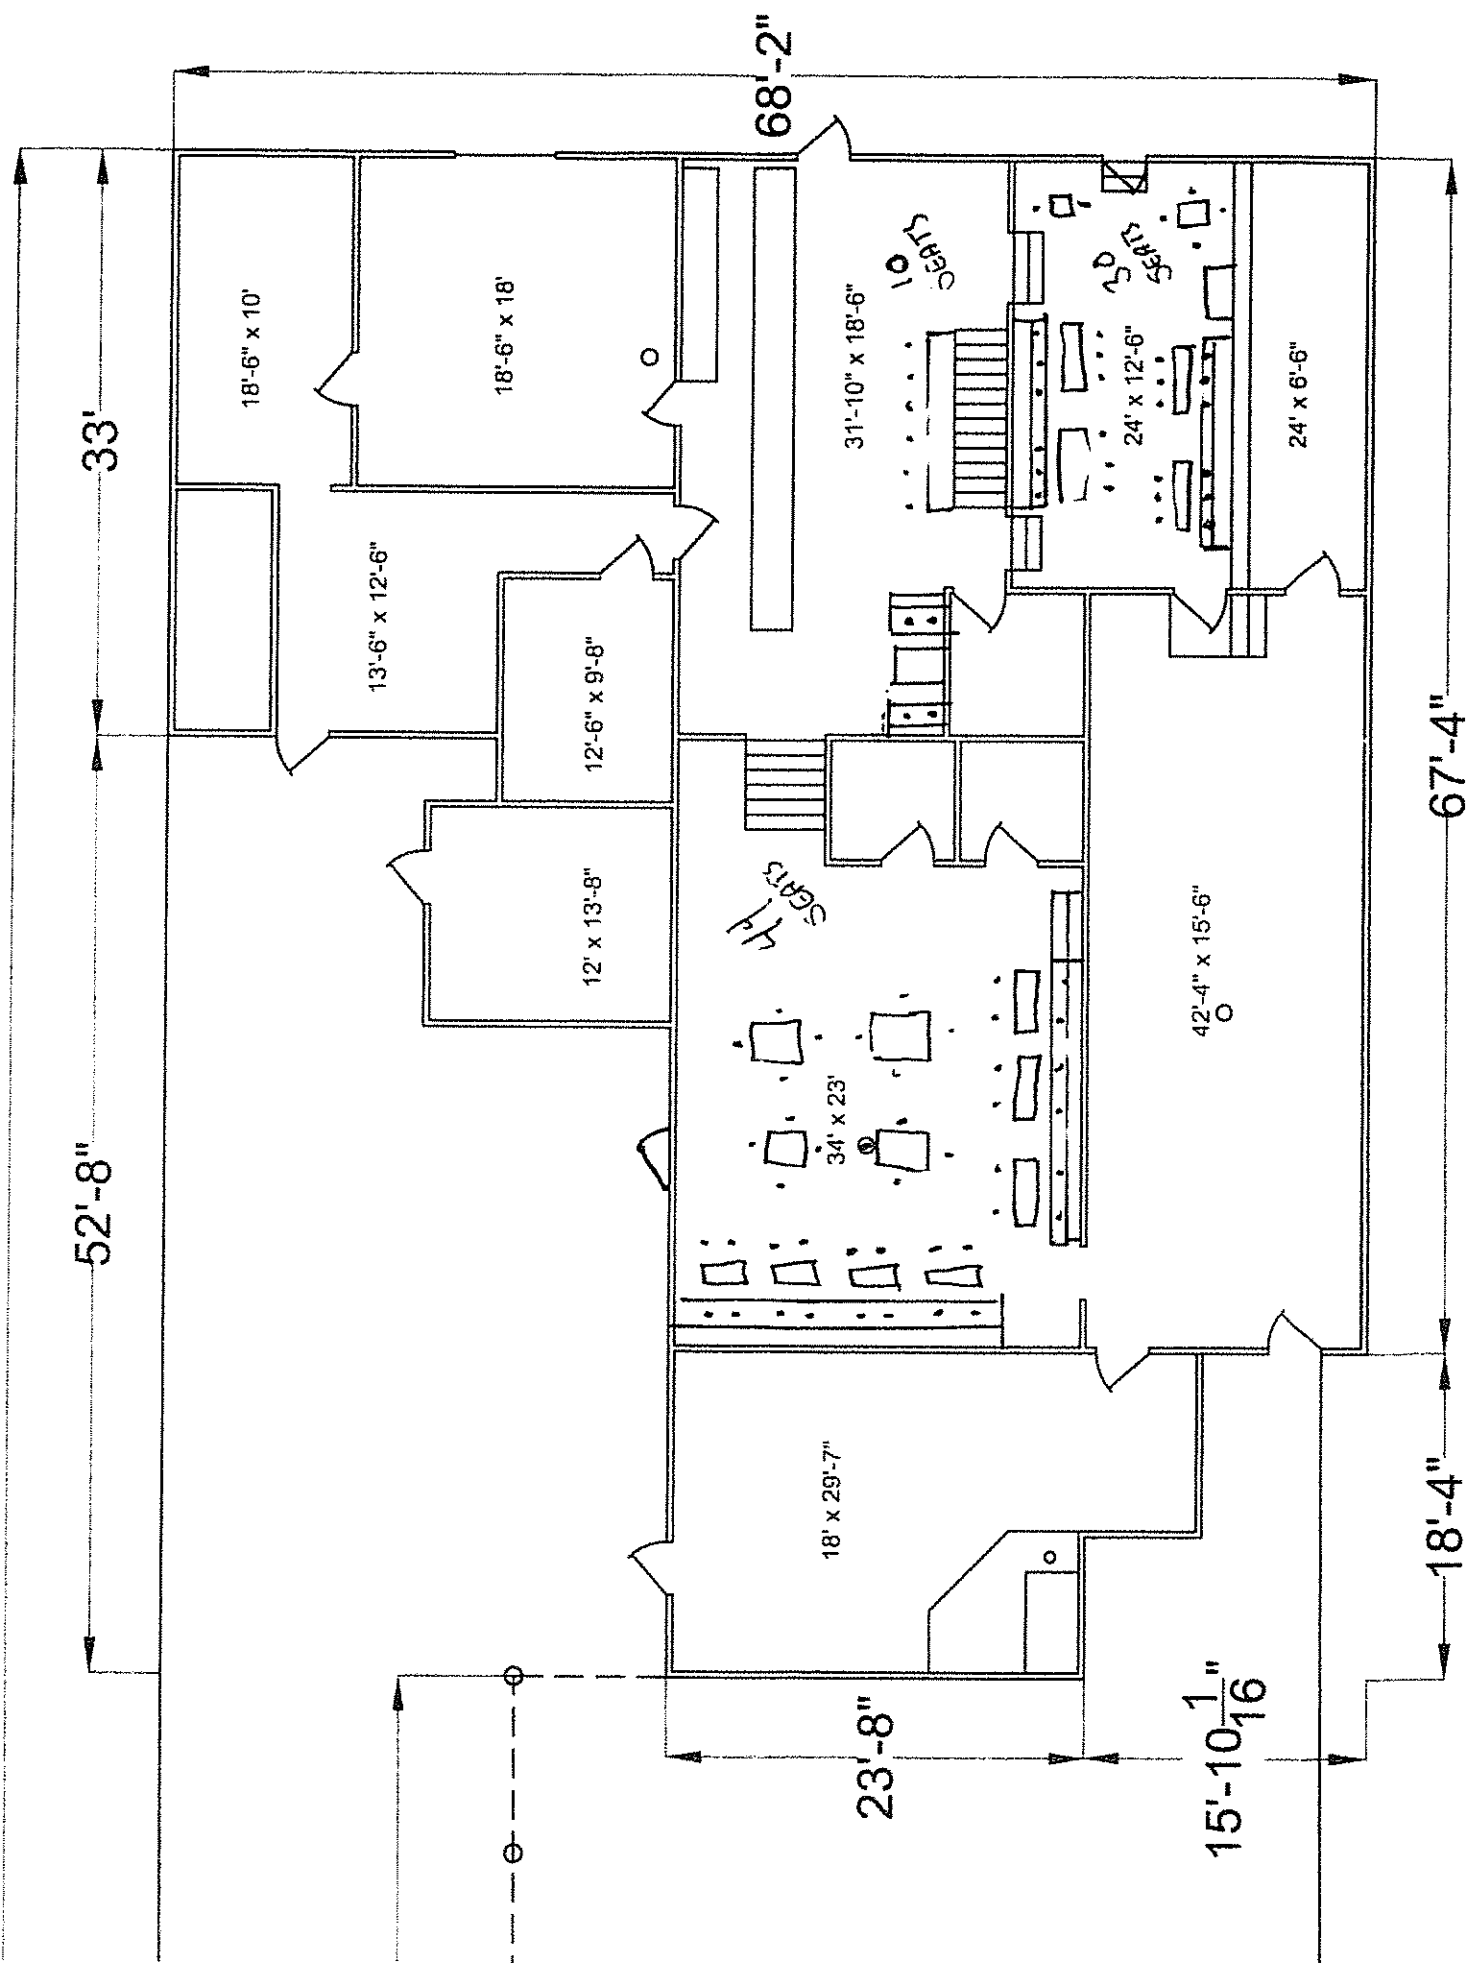 68'-2"
33'
18'-6" x 10'
18'-6" x 18'
10
SEATS
31'-10" x 18'-6"
30
SEATS
24' x 12'-6"
24' x 6'-6"
13'-6" x 12'-6"
12'-6" x 9'-8"
67'-4"
12' x 13'-8"
44
SEATS
42'-4" x 15'-6"
52'-8"
34' x 23'
18' x 29'-7"
18'-4"
23'-8"
15'-10 1/16"